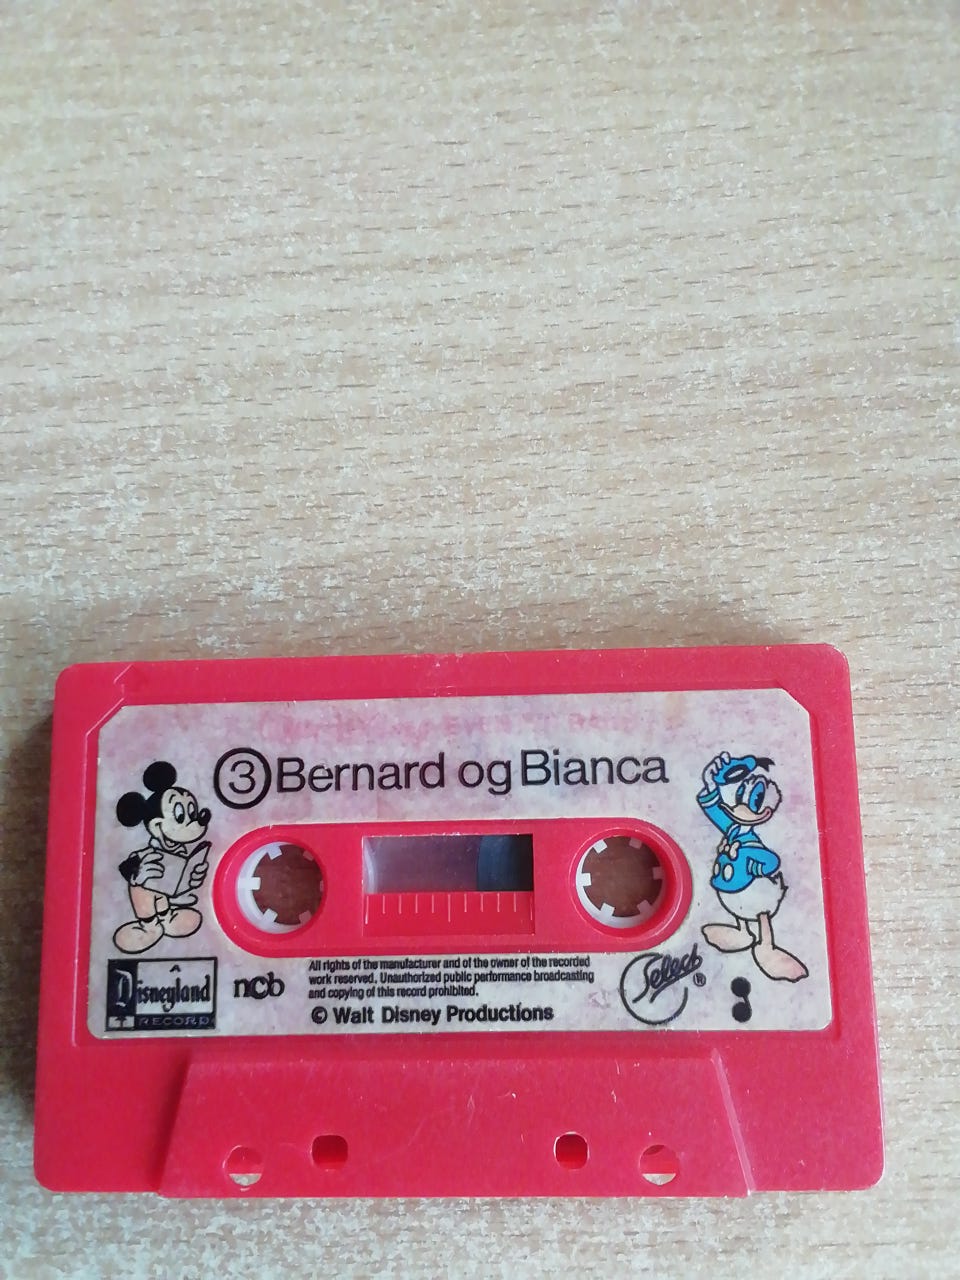 ③ Bernard og Bianca
Disneyland
RECORD
ncb
All rights of the manufacturer and of the owner of the recorded
work reserved. Unauthorized public performance broadcasting
and copying of this record prohibited.
© Walt Disney Productions
Select ®